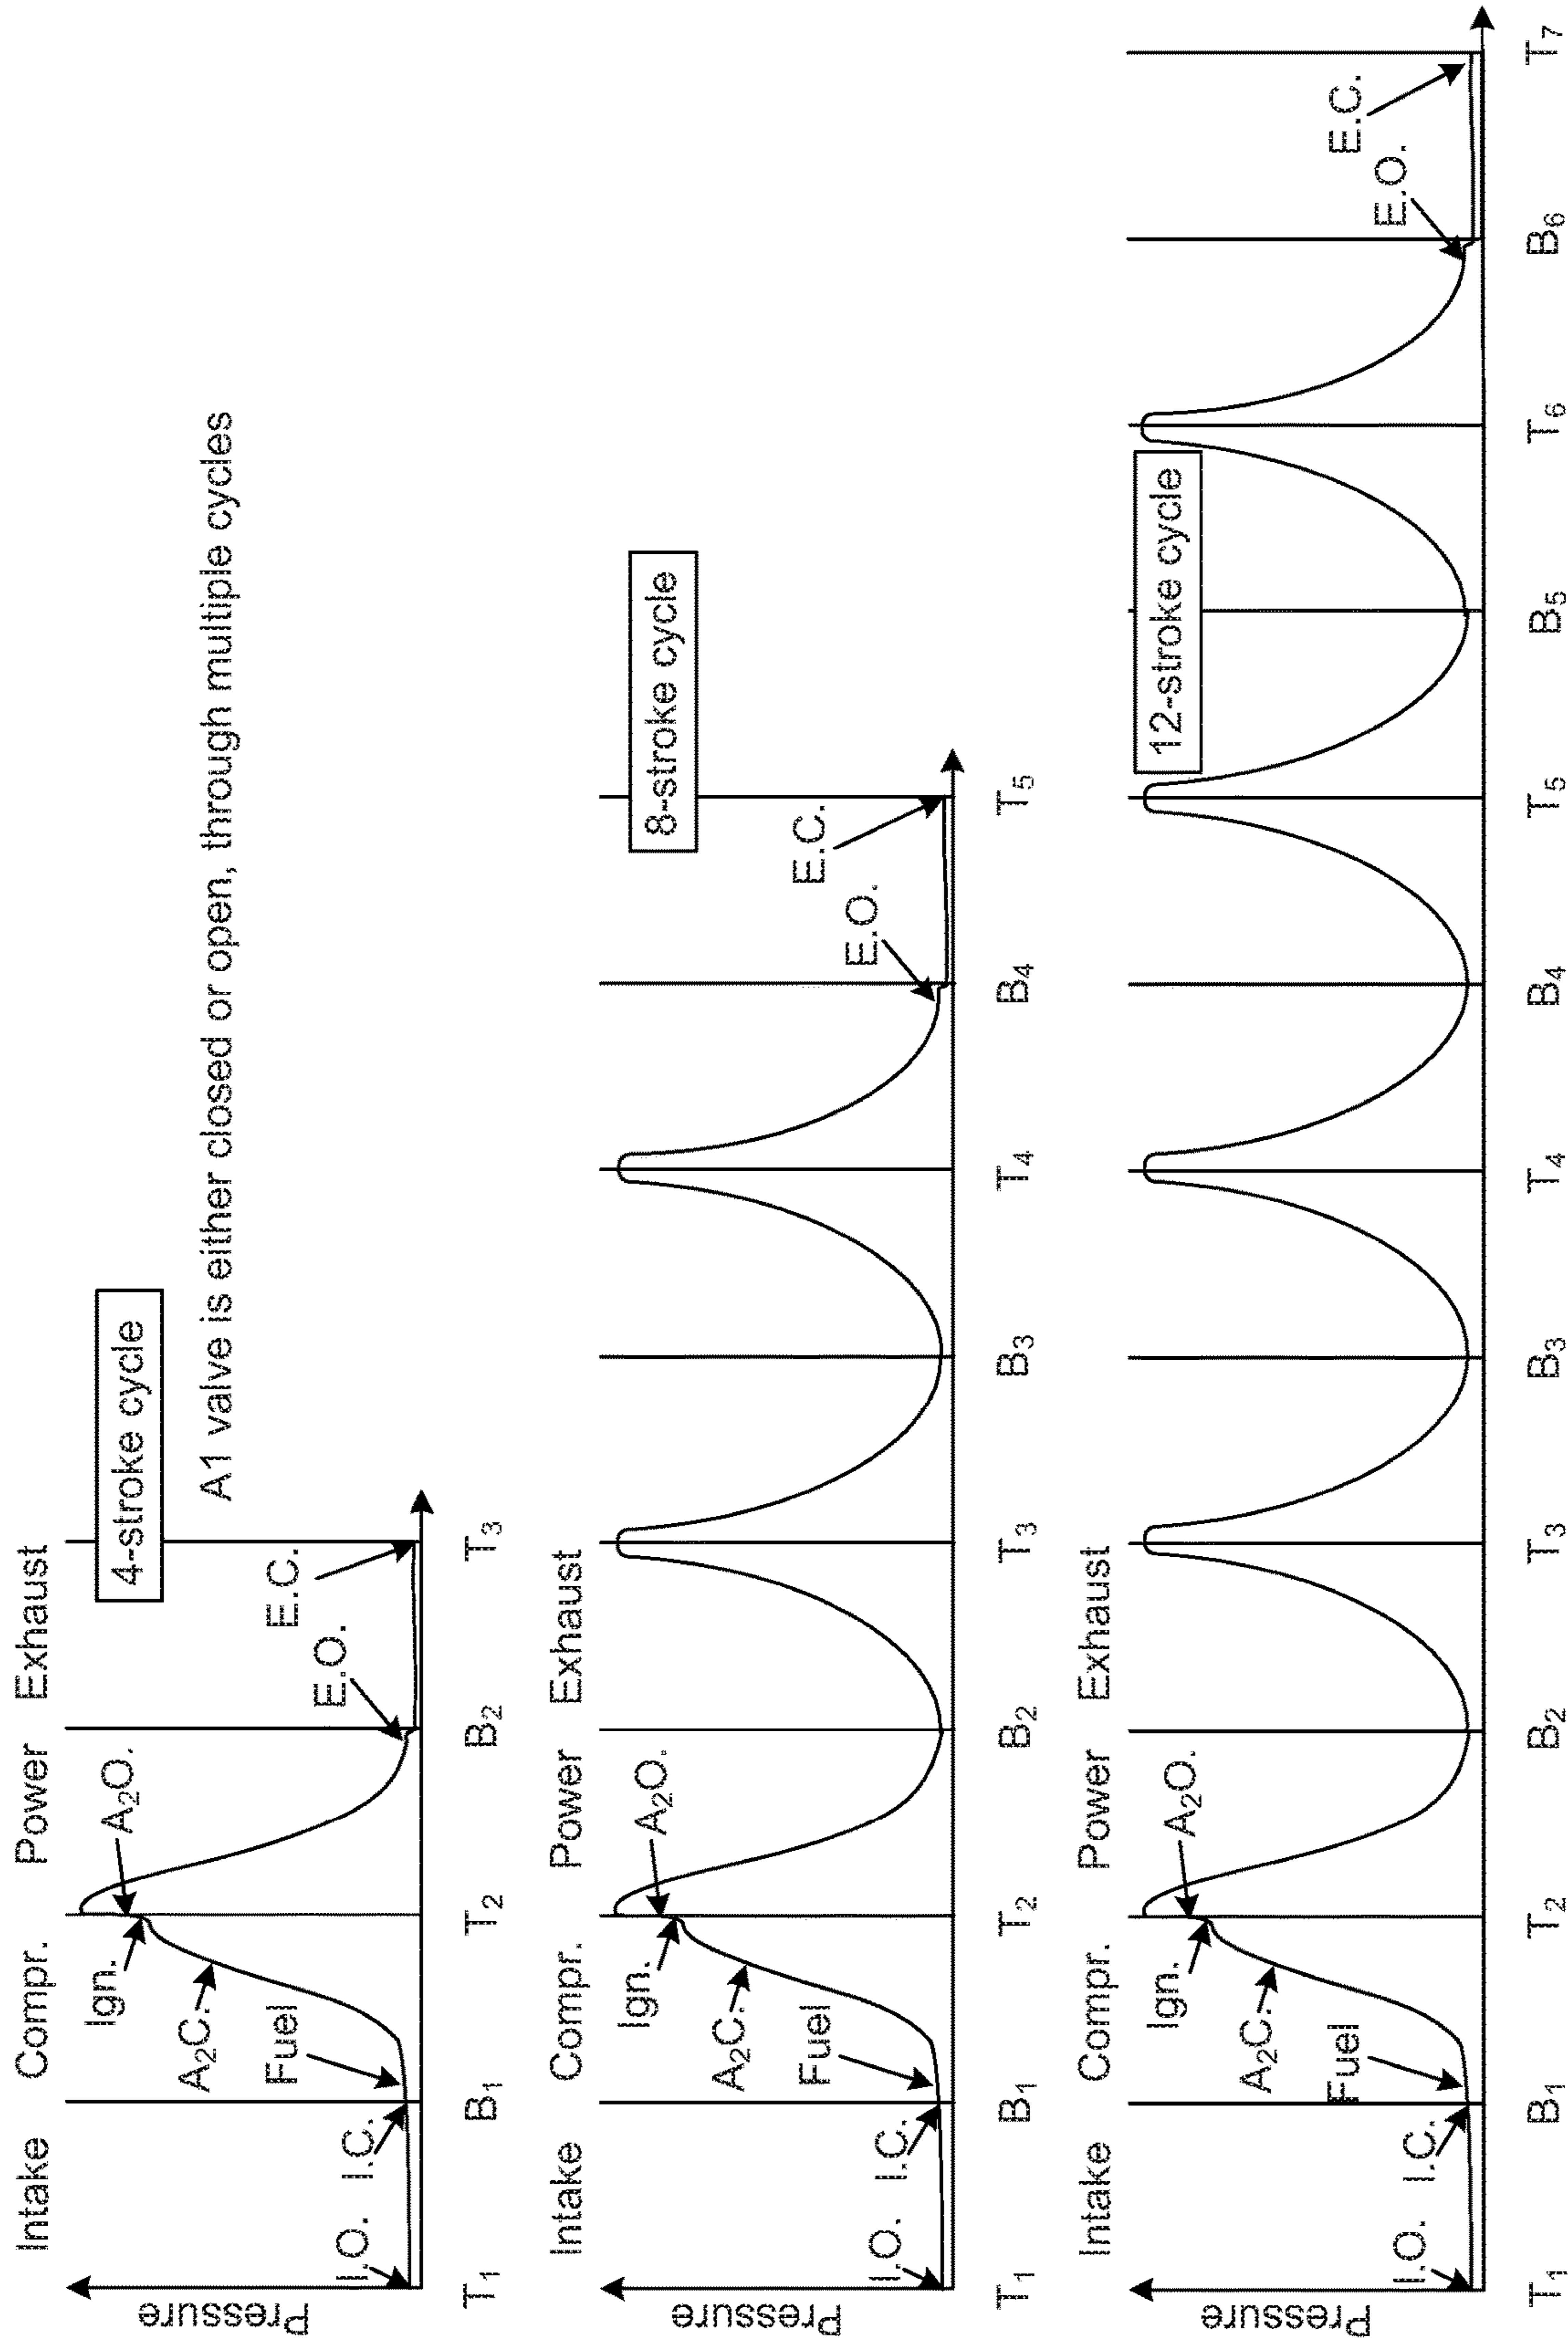 Intake Compr. Power Exhaust
4-stroke cycle
A1 valve is either closed or open, through multiple cycles
Pressure
I.O.
I.C.
Fuel
A₂C.
Ign.
A₂O.
E.O.
E.C.
T₁ B₁ T₂ B₂ T₃
Intake Compr. Power Exhaust
8-stroke cycle
Pressure
I.O.
I.C.
Fuel
A₂C.
Ign.
A₂O.
E.O.
E.C.
T₁ B₁ T₂ B₂ T₃ B₃ T₄ B₄ T₅
Intake Compr. Power Exhaust
12-stroke cycle
Pressure
I.O.
I.C.
Fuel
A₂C.
Ign.
A₂O.
E.O.
E.C.
T₁ B₁ T₂ B₂ T₃ B₃ T₄ B₄ T₅ B₅ T₆ B₆ T₇